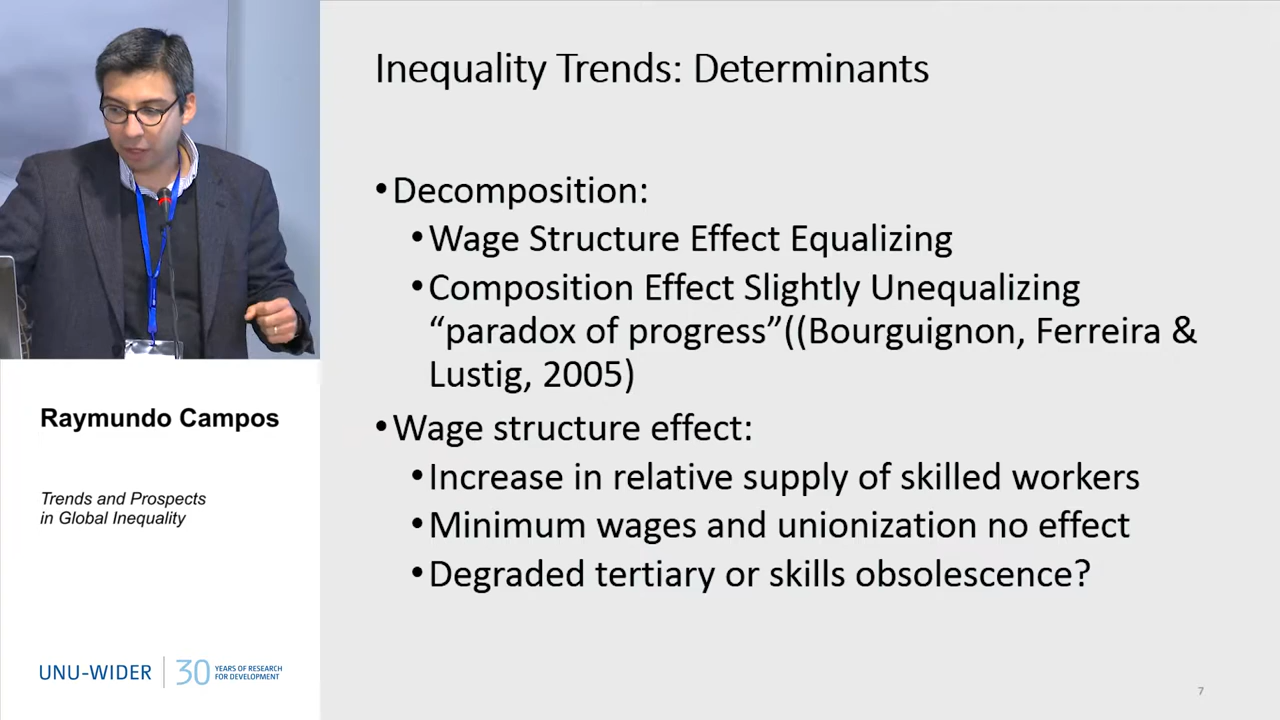 Inequality Trends: Determinants
•Decomposition:
•Wage Structure Effect Equalizing
•Composition Effect Slightly Unequalizing
“paradox of progress”((Bourguignon, Ferreira &
Lustig, 2005)
•Wage structure effect:
•Increase in relative supply of skilled workers
•Minimum wages and unionization no effect
•Degraded tertiary or skills obsolescence?
Raymundo Campos
Trends and Prospects
in Global Inequality
UNU-WIDER
30
YEARS OF RESEARCH
FOR DEVELOPMENT
7